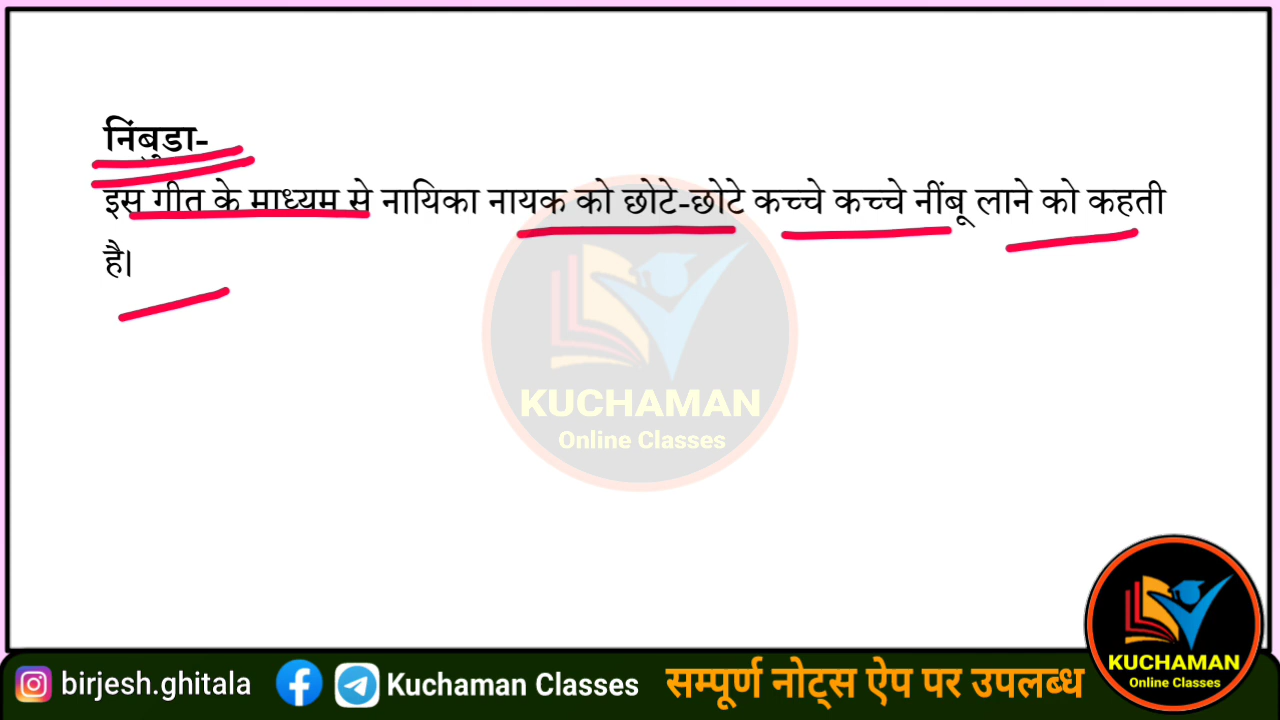 निंबूडा-
इस गीत के माध्यम से नायिका नायक को छोटे-छोटे कच्चे कच्चे नींबू लाने को कहती
है।
KUCHAMAN
Online Classes
birjesh.ghitala
Kuchaman Classes
सम्पूर्ण नोट्स ऐप पर उपलब्ध
KUCHAMAN
Online Classes